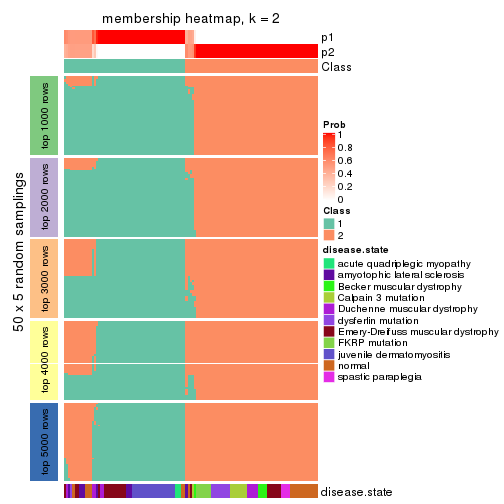 membership heatmap, k = 2
p1
p2
Class
50 x 5 random samplings
top 1000 rows
top 2000 rows
top 3000 rows
top 4000 rows
top 5000 rows
Prob
1
0.8
0.6
0.4
0.2
0
Class
1
2
disease.state
acute quadriplegic myopathy
amyotophic lateral sclerosis
Becker muscular dystrophy
Calpain 3 mutation
Duchenne muscular dystrophy
dysferlin mutation
Emery-Dreifuss muscular dystrophy
FKRP mutation
juvenile dermatomyositis
normal
spastic paraplegia
disease.state